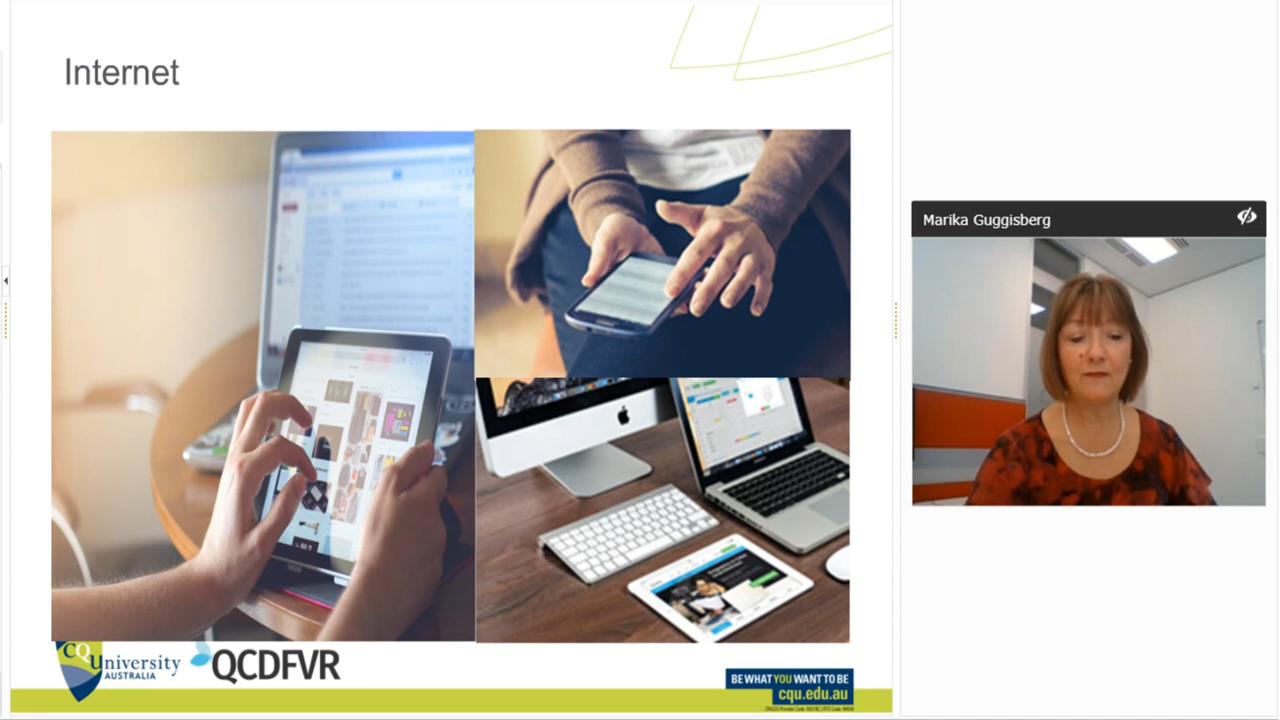 Internet
Marika Guggisberg
CQUniversity
AUSTRALIA
QCDFVR
BE WHAT YOU WANT TO BE
cqu.edu.au